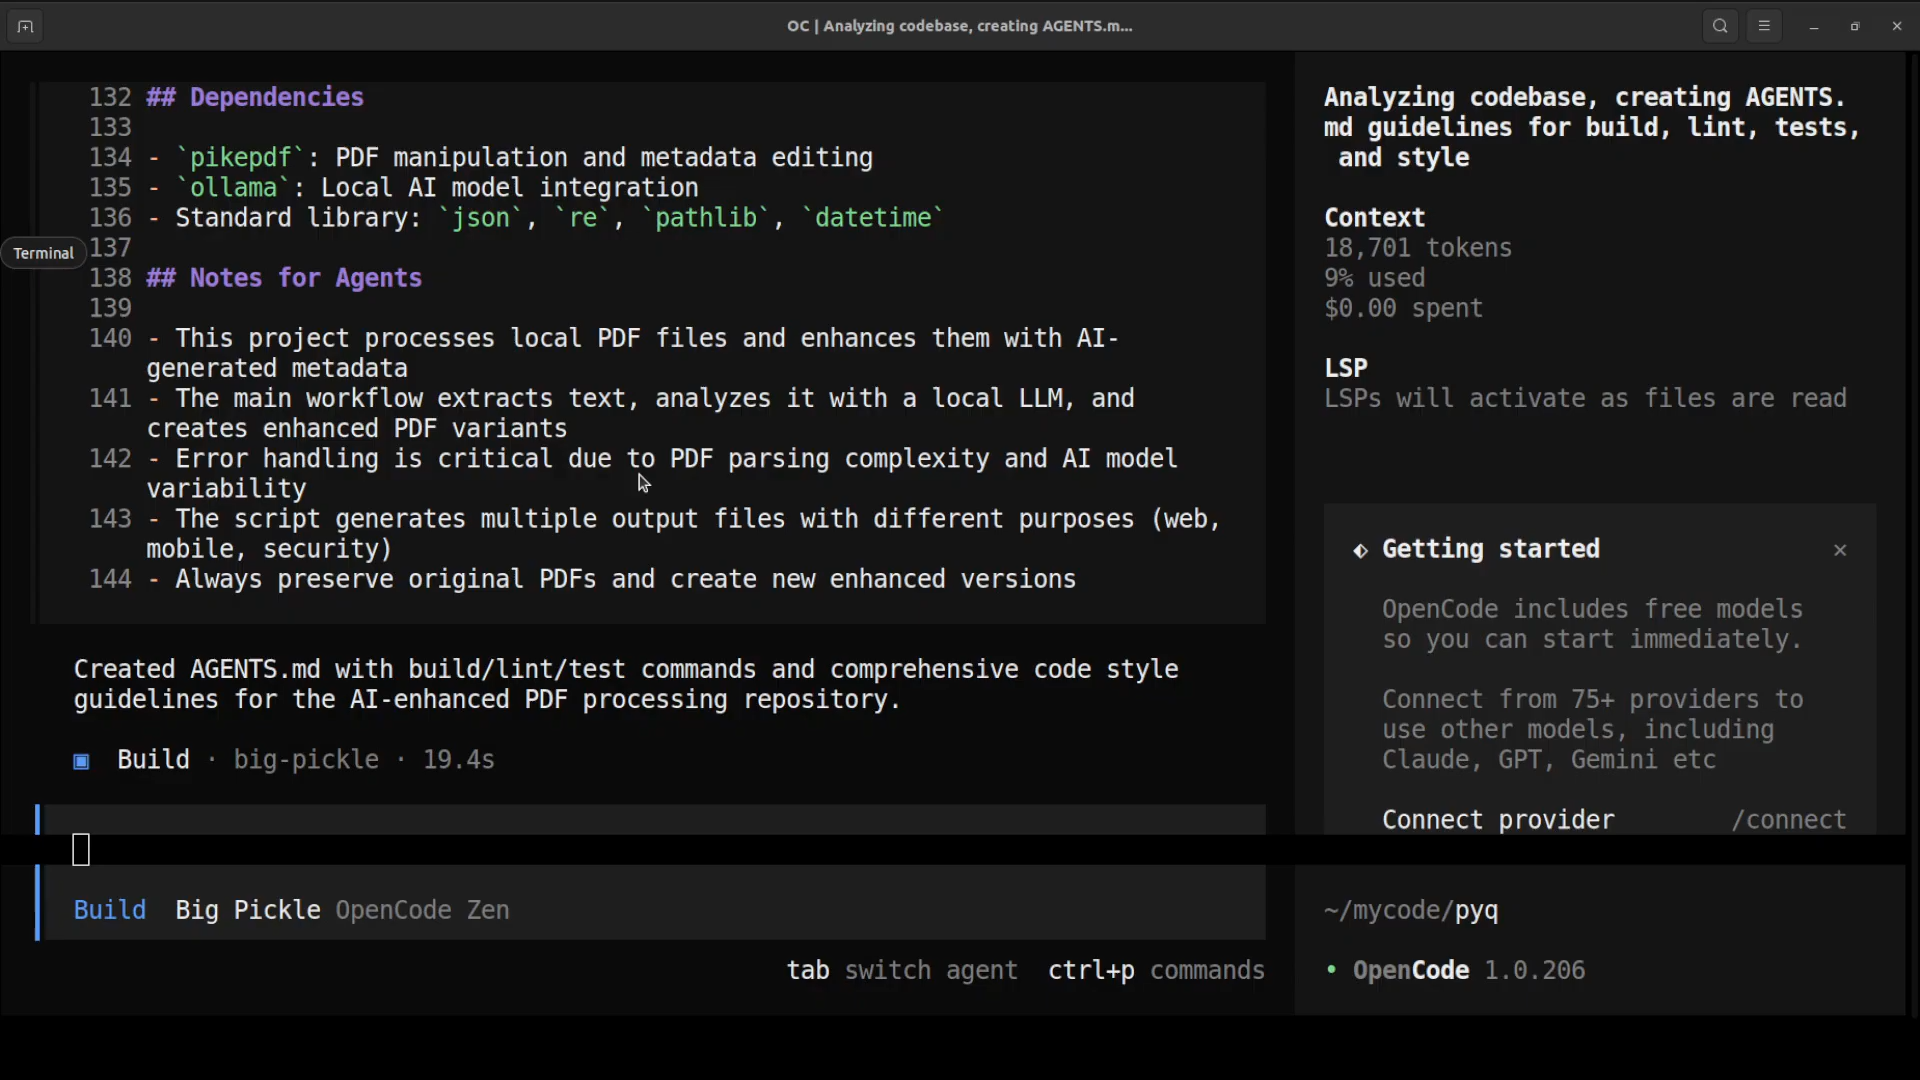 OC | Analyzing codebase, creating AGENTS.m...
132 ## Dependencies
133
134 - `pikepdf`: PDF manipulation and metadata editing
135 - `ollama`: Local AI model integration
136 - Standard library: `json`, `re`, `pathlib`, `datetime`
Terminal
137
138 ## Notes for Agents
139
140 - This project processes local PDF files and enhances them with AI-
generated metadata
141 - The main workflow extracts text, analyzes it with a local LLM, and
creates enhanced PDF variants
142 - Error handling is critical due to PDF parsing complexity and AI model
variability
143 - The script generates multiple output files with different purposes (web,
mobile, security)
144 - Always preserve original PDFs and create new enhanced versions
Created AGENTS.md with build/lint/test commands and comprehensive code style
guidelines for the AI-enhanced PDF processing repository.
Build · big-pickle · 19.4s
Build Big Pickle OpenCode Zen
tab switch agent ctrl+p commands
Analyzing codebase, creating AGENTS.
md guidelines for build, lint, tests,
and style
Context
18,701 tokens
9% used
$0.00 spent
LSP
LSPs will activate as files are read
Getting started
OpenCode includes free models
so you can start immediately.
Connect from 75+ providers to
use other models, including
Claude, GPT, Gemini etc
Connect provider /connect
~/mycode/pyq
• OpenCode 1.0.206